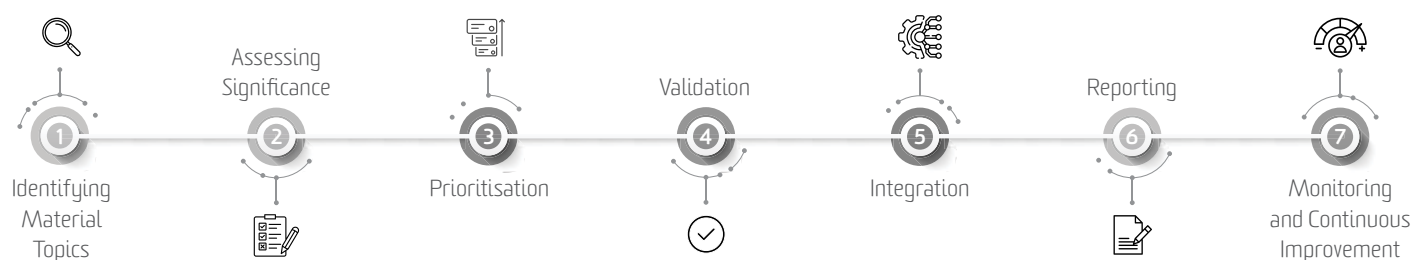 1
Identifying
Material
Topics
Assessing
Significance
2
3
Prioritisation
Validation
4
5
Integration
Reporting
6
7
Monitoring
and Continuous
Improvement